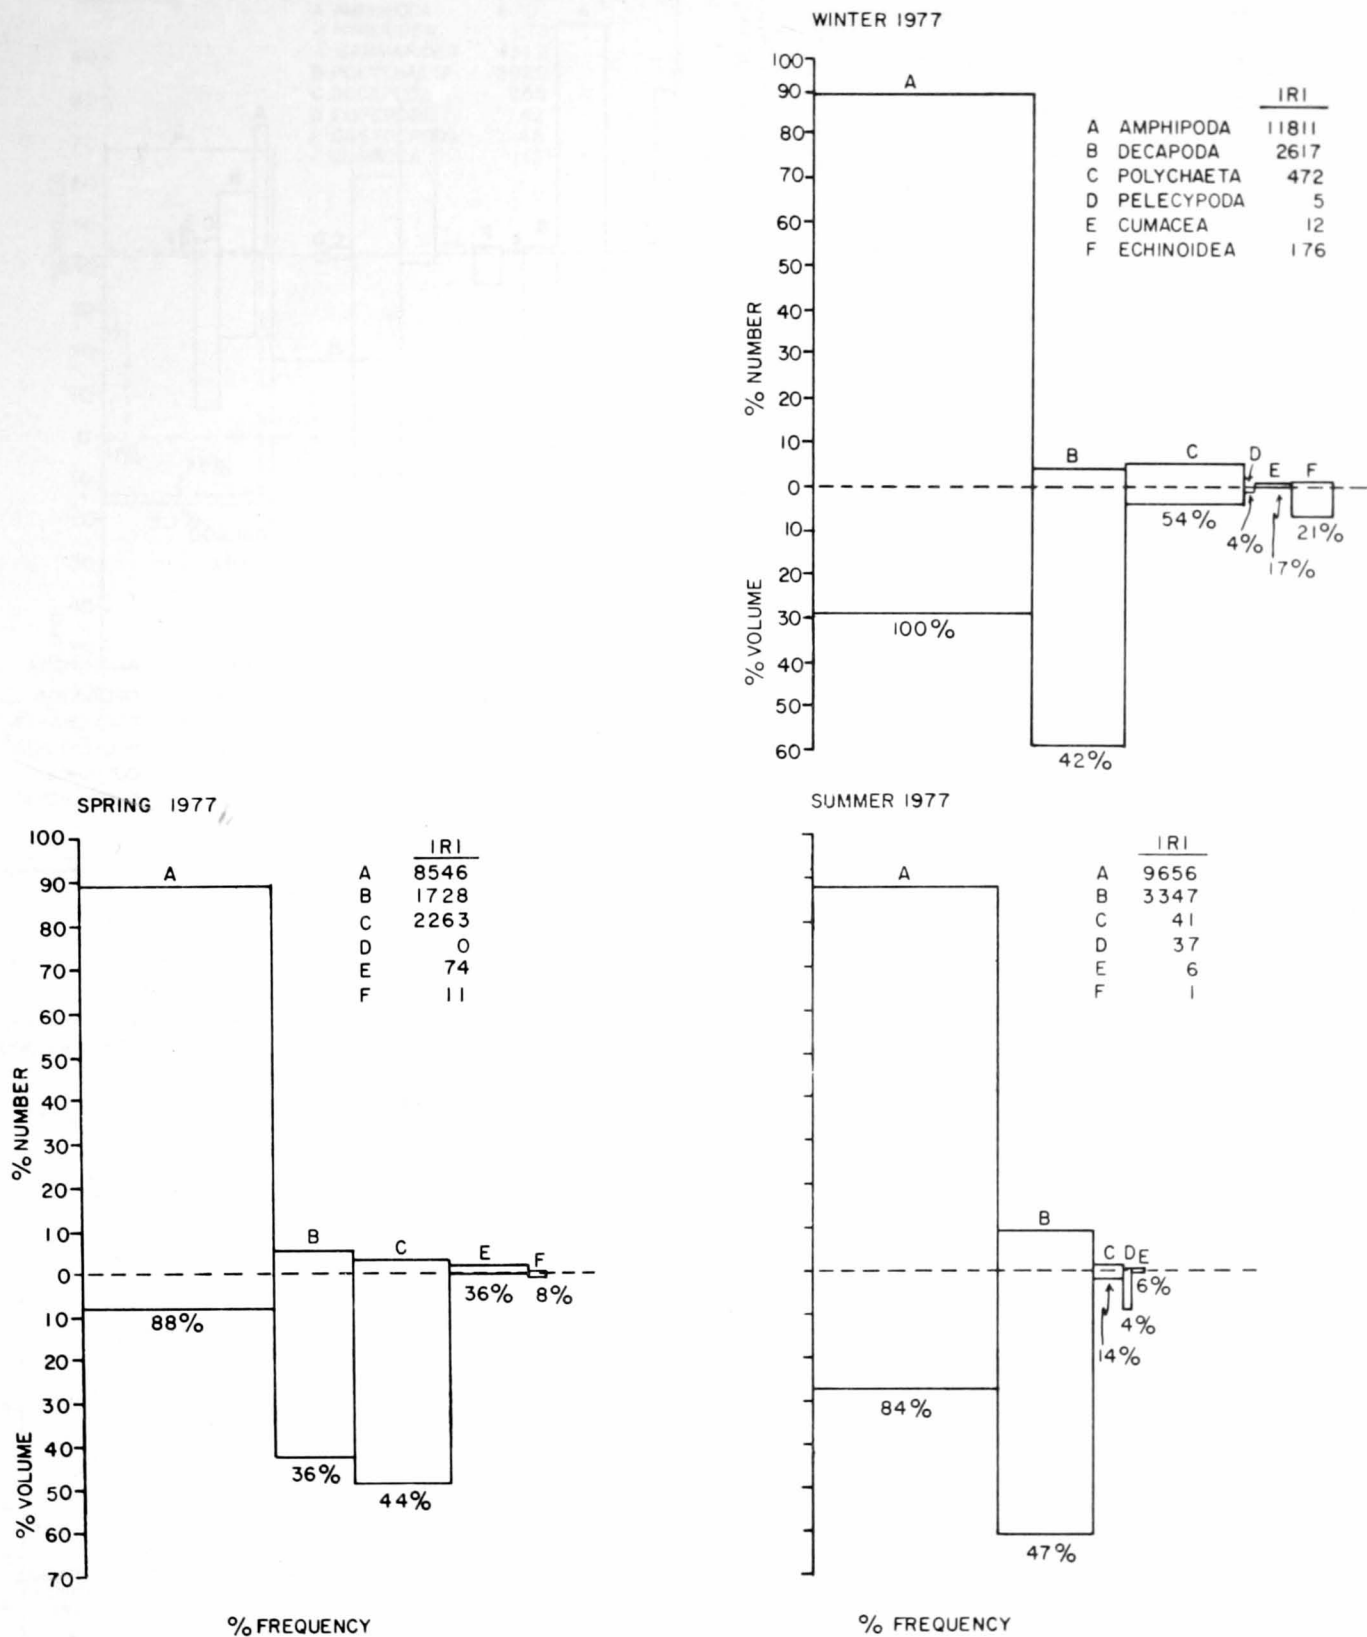 WINTER 1977
100
90
80
70
60
50
40
30
20
10
0
10
20
30
40
50
60
% NUMBER
% VOLUME
IRI
A AMPHIPODA 11811
B DECAPODA 2617
C POLYCHAETA 472
D PELECYPODA 5
E CUMACEA 12
F ECHINOIDEA 176
A
B
C
D
E
F
100%
42%
54%
4%
17%
21%
SPRING 1977
100
90
80
70
60
50
40
30
20
10
0
10
20
30
40
50
60
70
% NUMBER
% VOLUME
IRI
A 8546
B 1728
C 2263
D 0
E 74
F 11
A
B
C
E
F
88%
36%
44%
36%
8%
% FREQUENCY
SUMMER 1977
IRI
A 9656
B 3347
C 41
D 37
E 6
F 1
A
B
C
D
E
84%
47%
14%
4%
6%
% FREQUENCY